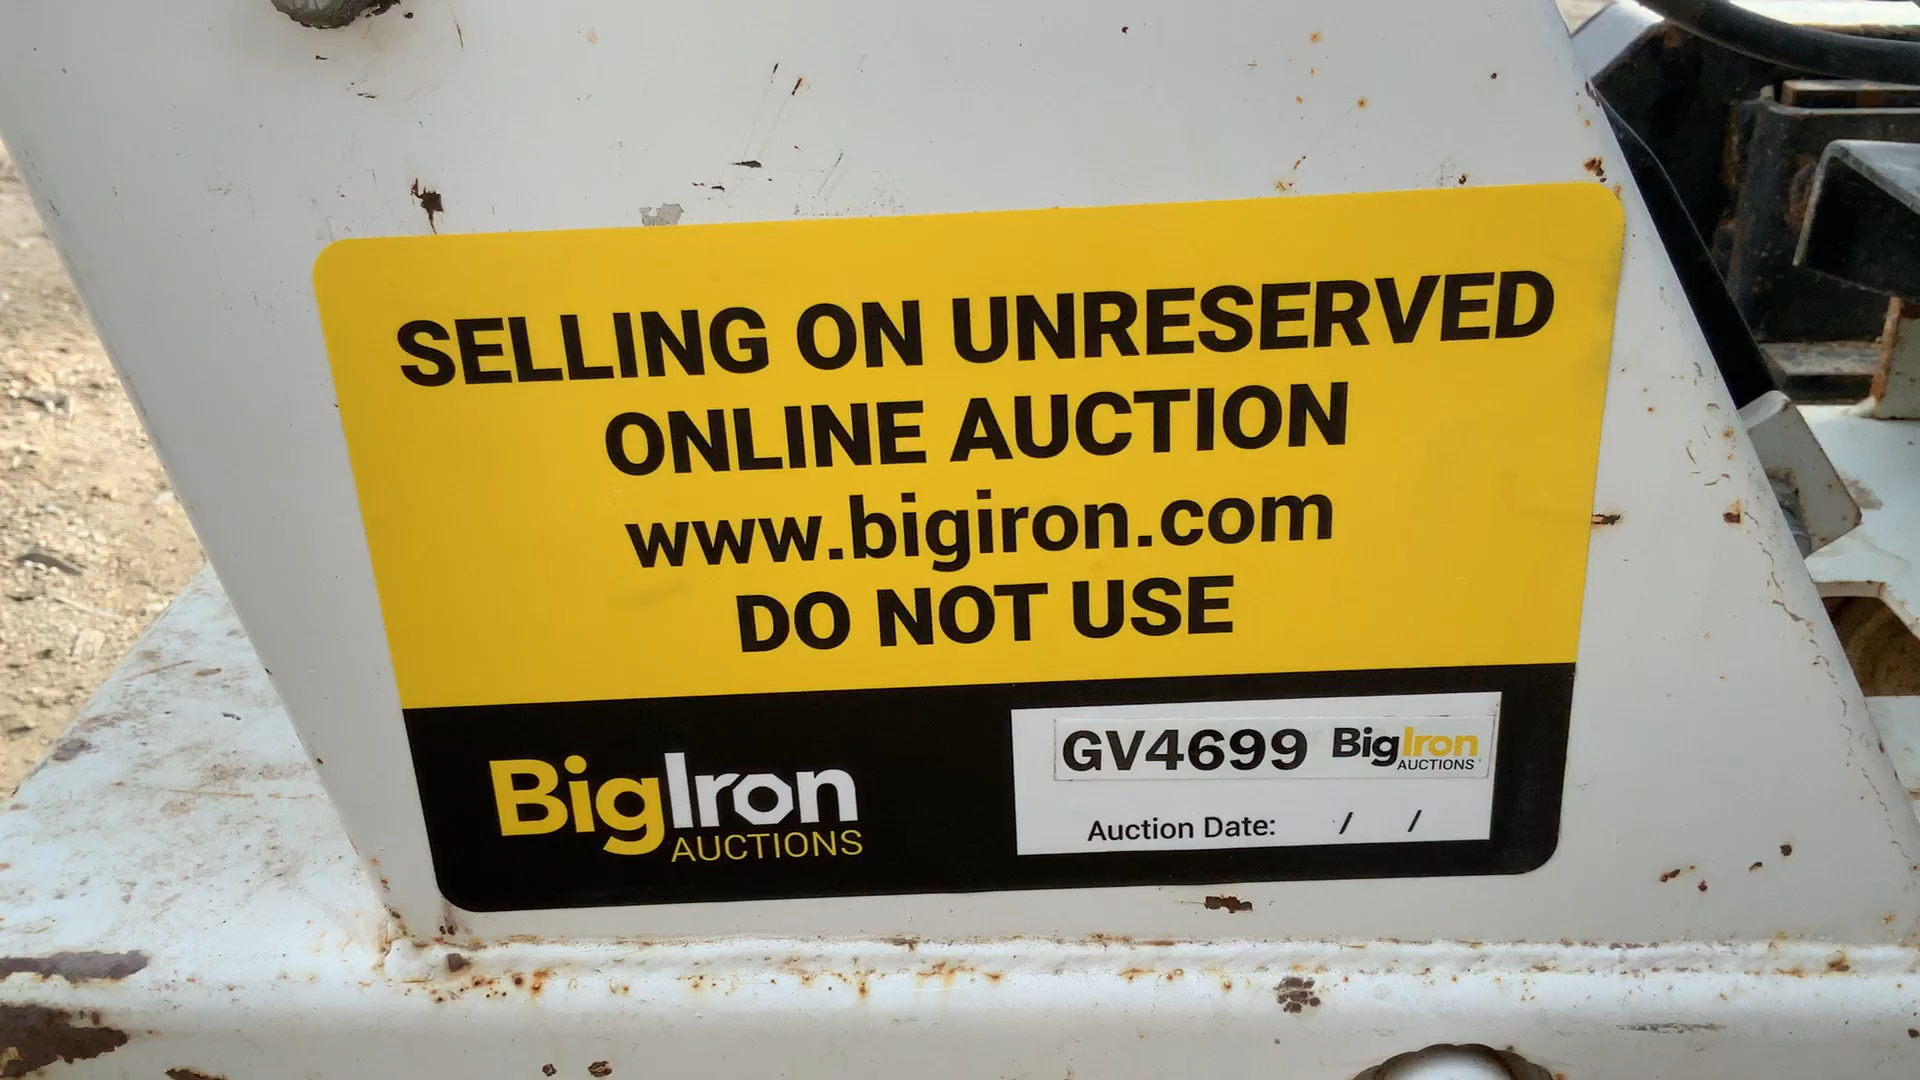 SELLING ON UNRESERVED
ONLINE AUCTION
www.bigiron.com
DO NOT USE
BigIron
AUCTIONS
GV4699 BigIron
AUCTIONS
Auction Date: / /